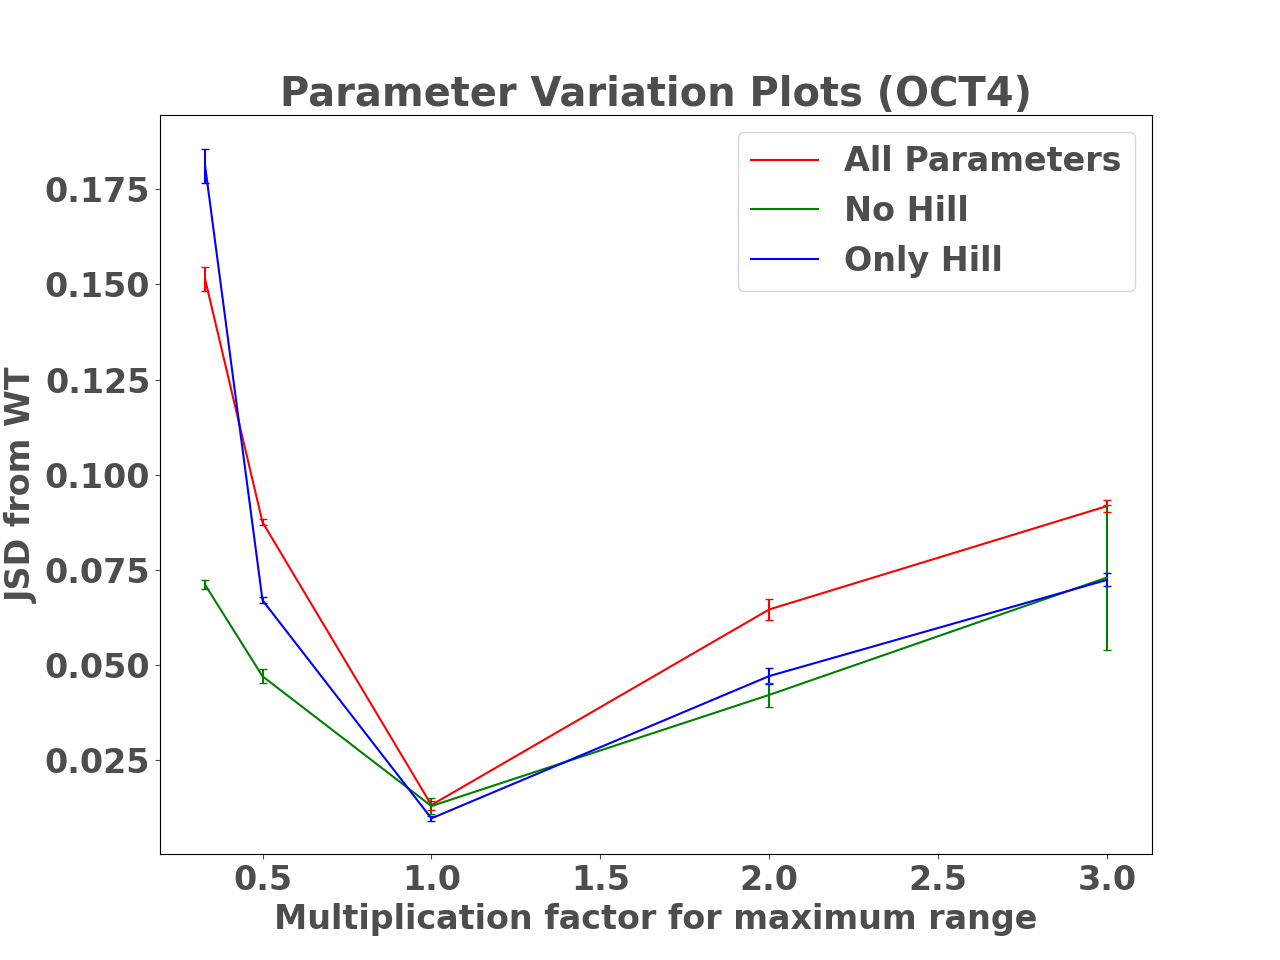 Parameter Variation Plots (OCT4)
All Parameters
No Hill
Only Hill
JSD from WT
0.175
0.150
0.125
0.100
0.075
0.050
0.025
0.5 1.0 1.5 2.0 2.5 3.0
Multiplication factor for maximum range